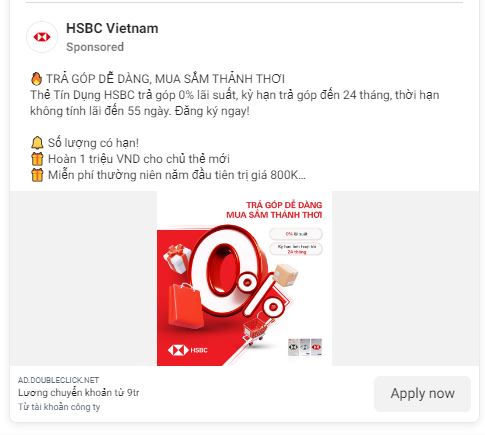 HSBC Vietnam
Sponsored
🔥 TRẢ GÓP DỄ DÀNG, MUA SẮM THẢNH THƠI
Thẻ Tín Dụng HSBC trả góp 0% lãi suất, kỳ hạn trả góp đến 24 tháng, thời hạn
không tính lãi đến 55 ngày. Đăng ký ngay!
🔔 Số lượng có hạn!
🎁 Hoàn 1 triệu VND cho chủ thẻ mới
🎁 Miễn phí thường niên năm đầu tiên trị giá 800K...
TRẢ GÓP DỄ DÀNG
MUA SẮM THÁNH THƠI
0% lãi suất
Kỳ hạn linh hoạt tới
24 tháng
0%
HSBC
AD.DOUBLECLICK.NET
Lương chuyển khoản từ 9tr
Từ tài khoản công ty
Apply now